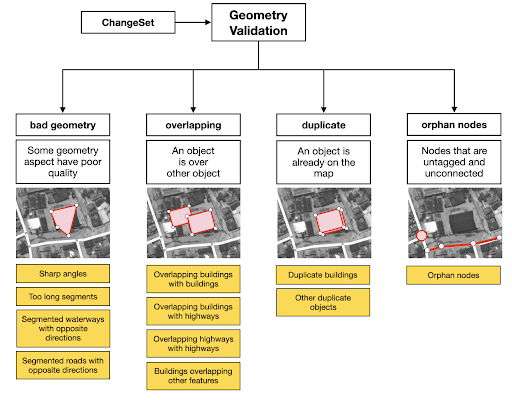 ChangeSet
Geometry
Validation
bad geometry
overlapping
duplicate
orphan nodes
Some geometry
aspect have poor
quality
An object
is over
other object
An object is
already on the
map
Nodes that are
untagged and
unconnected
Sharp angles
Too long segments
Segmented waterways
with opposite
directions
Segmented roads with
opposite directions
Overlapping buildings
with buildings
Overlapping buildings
with highways
Overlapping highways
with highways
Buildings overlapping
other features
Duplicate buildings
Other duplicate
objects
Orphan nodes